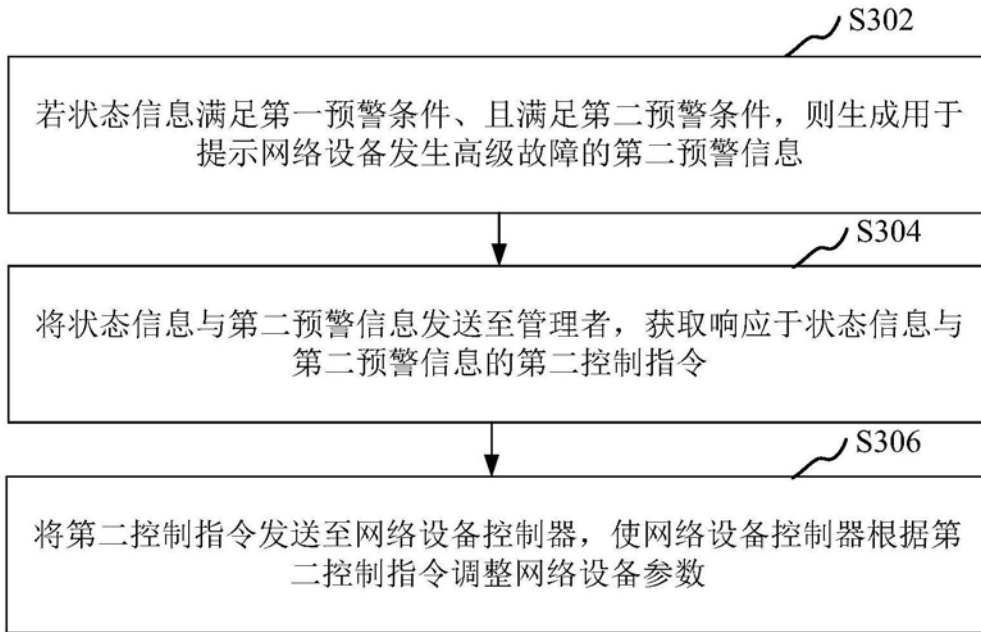 S302
若状态信息满足第一预警条件、且满足第二预警条件，则生成用于
提示网络设备发生高级故障的第二预警信息
S304
将状态信息与第二预警信息发送至管理者，获取响应于状态信息与
第二预警信息的第二控制指令
S306
将第二控制指令发送至网络设备控制器，使网络设备控制器根据第
二控制指令调整网络设备参数